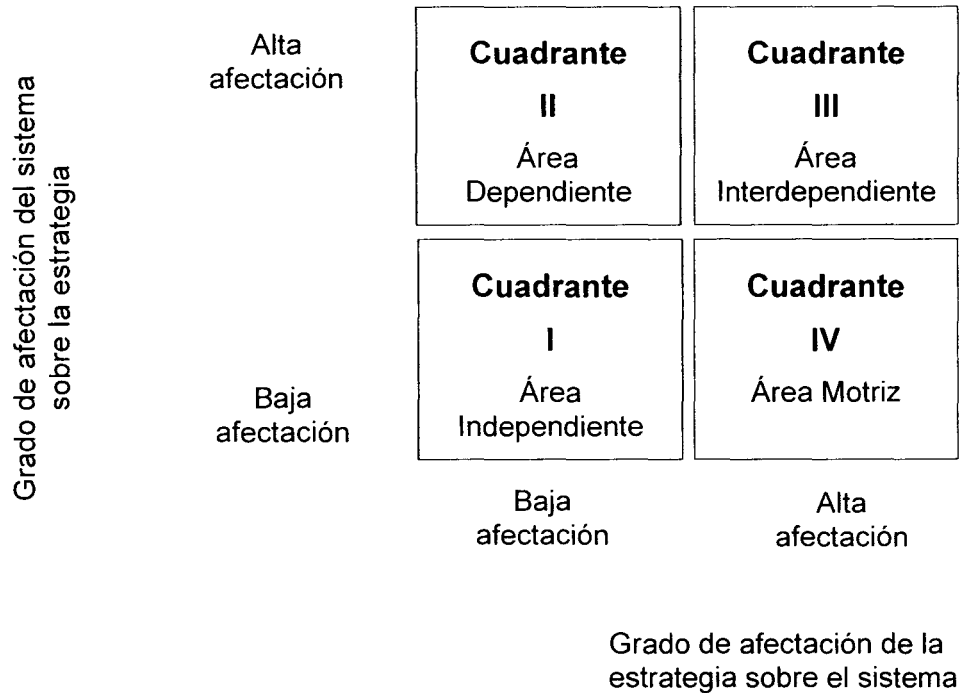 Grado de afectación del sistema
sobre la estrategia
Alta
afectación
Cuadrante
II
Área
Dependiente
Cuadrante
III
Área
Interdependiente
Baja
afectación
Cuadrante
I
Área
Independiente
Cuadrante
IV
Área Motriz
Baja
afectación
Alta
afectación
Grado de afectación de la
estrategia sobre el sistema